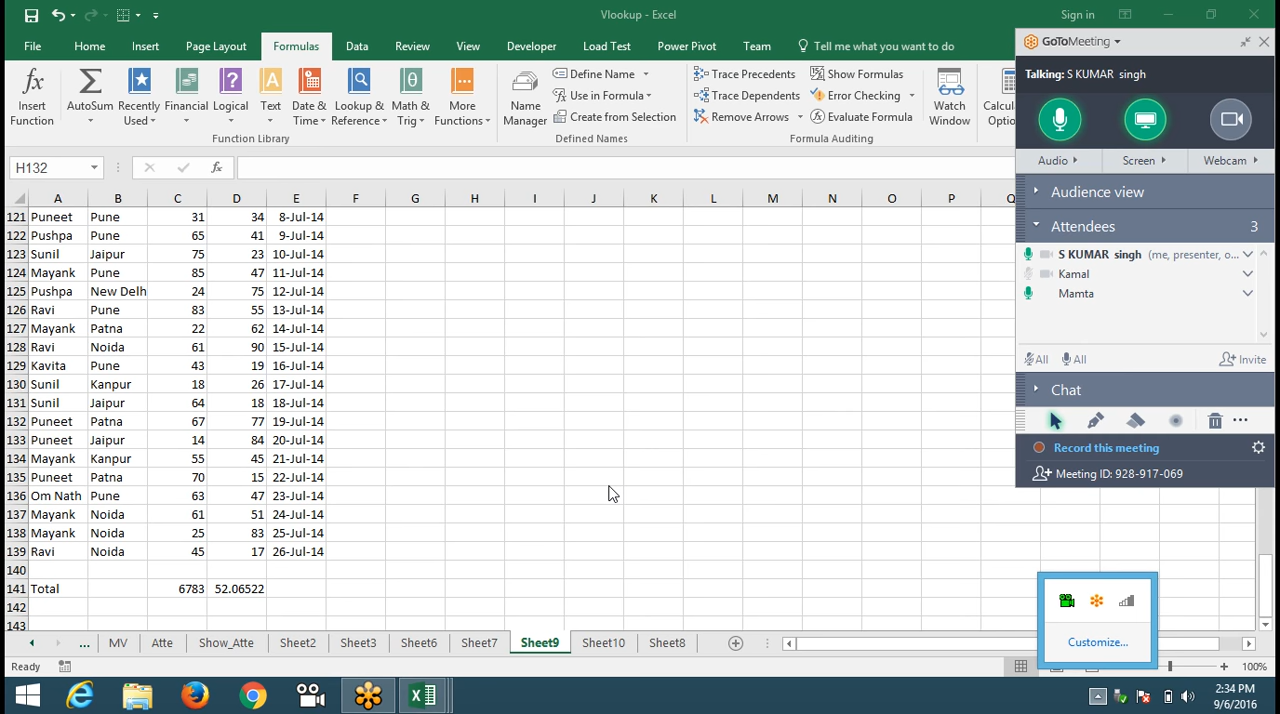 Vlookup - Excel
Sign in
File Home Insert Page Layout Formulas Data Review View Developer Load Test Power Pivot Team Tell me what you want to do
Insert Function
AutoSum
Recently Used
Financial
Logical
Text
Date & Time
Lookup & Reference
Math & Trig
More Functions
Function Library
Name Manager
Define Name
Use in Formula
Create from Selection
Defined Names
Trace Precedents
Trace Dependents
Remove Arrows
Show Formulas
Error Checking
Evaluate Formula
Formula Auditing
Watch Window
H132
fx
A B C D E F G H I J K L M N O P
121 Puneet Pune 31 34 8-Jul-14
122 Pushpa Pune 65 41 9-Jul-14
123 Sunil Jaipur 75 23 10-Jul-14
124 Mayank Pune 85 47 11-Jul-14
125 Pushpa New Delh 24 75 12-Jul-14
126 Ravi Pune 83 55 13-Jul-14
127 Mayank Patna 22 62 14-Jul-14
128 Ravi Noida 61 90 15-Jul-14
129 Kavita Pune 43 19 16-Jul-14
130 Sunil Kanpur 18 26 17-Jul-14
131 Sunil Jaipur 64 18 18-Jul-14
132 Puneet Patna 67 77 19-Jul-14
133 Puneet Jaipur 14 84 20-Jul-14
134 Mayank Kanpur 55 45 21-Jul-14
135 Puneet Patna 70 15 22-Jul-14
136 Om Nath Pune 63 47 23-Jul-14
137 Mayank Noida 61 51 24-Jul-14
138 Mayank Noida 25 83 25-Jul-14
139 Ravi Noida 45 17 26-Jul-14
140
141 Total 6783 52.06522
142
143
... MV Atte Show_Atte Sheet2 Sheet3 Sheet6 Sheet7 Sheet9 Sheet10 Sheet8
Ready
100%
GoToMeeting
Talking: S KUMAR singh
Audio Screen Webcam
Audience view
Attendees 3
S KUMAR singh (me, presenter, o...
Kamal
Mamta
All All Invite
Chat
Record this meeting
Meeting ID: 928-917-069
Customize...
2:34 PM
9/6/2016